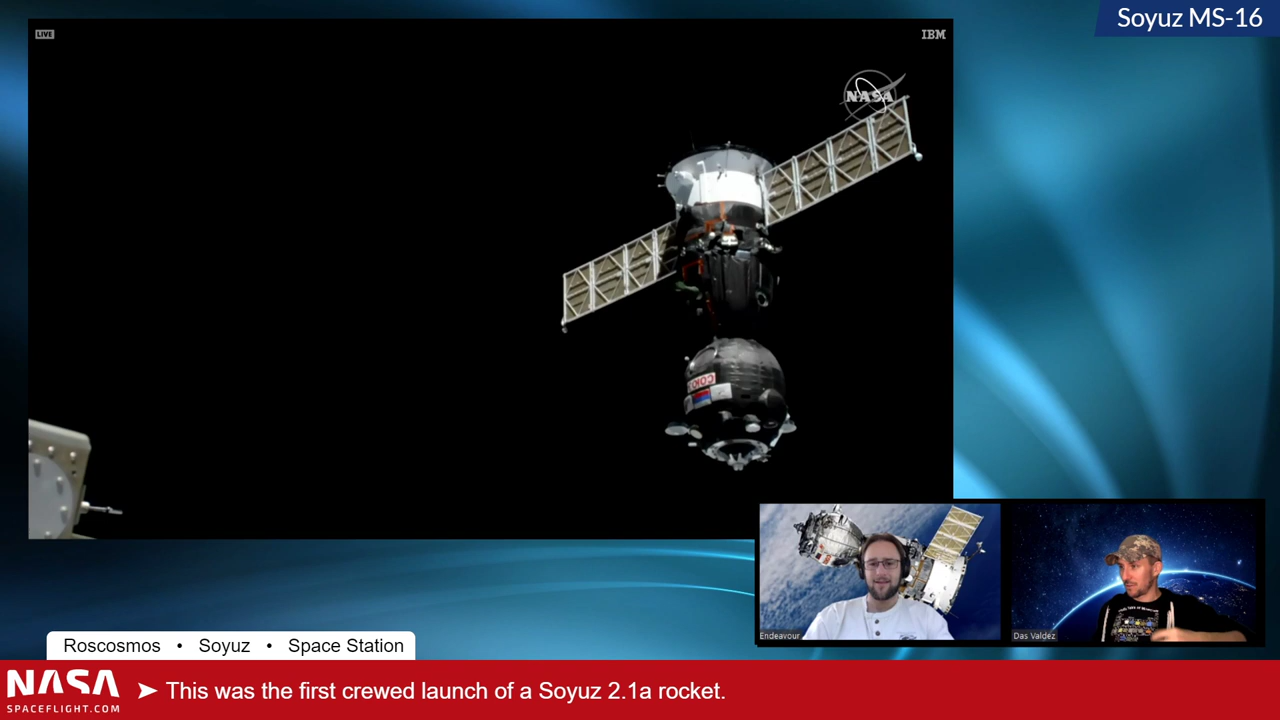 Soyuz MS-16
LIVE
IBM
NASA
СОЮЗ
Endeavour
Das Valdez
Roscosmos • Soyuz • Space Station
NASA
SPACEFLIGHT.COM
➤ This was the first crewed launch of a Soyuz 2.1a rocket.